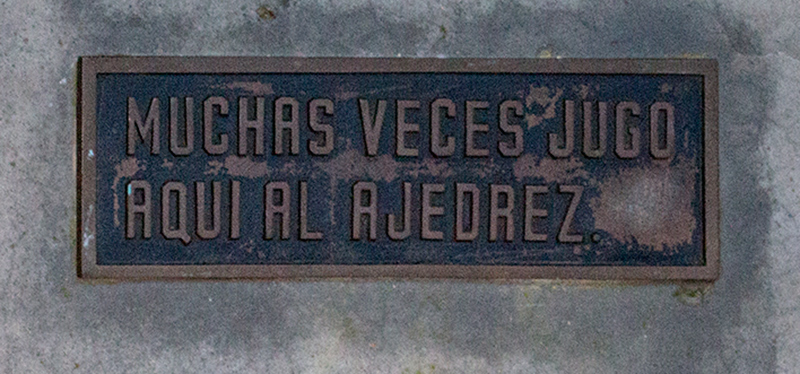 MUCHAS VECES JUGO
AQUI AL AJEDREZ.